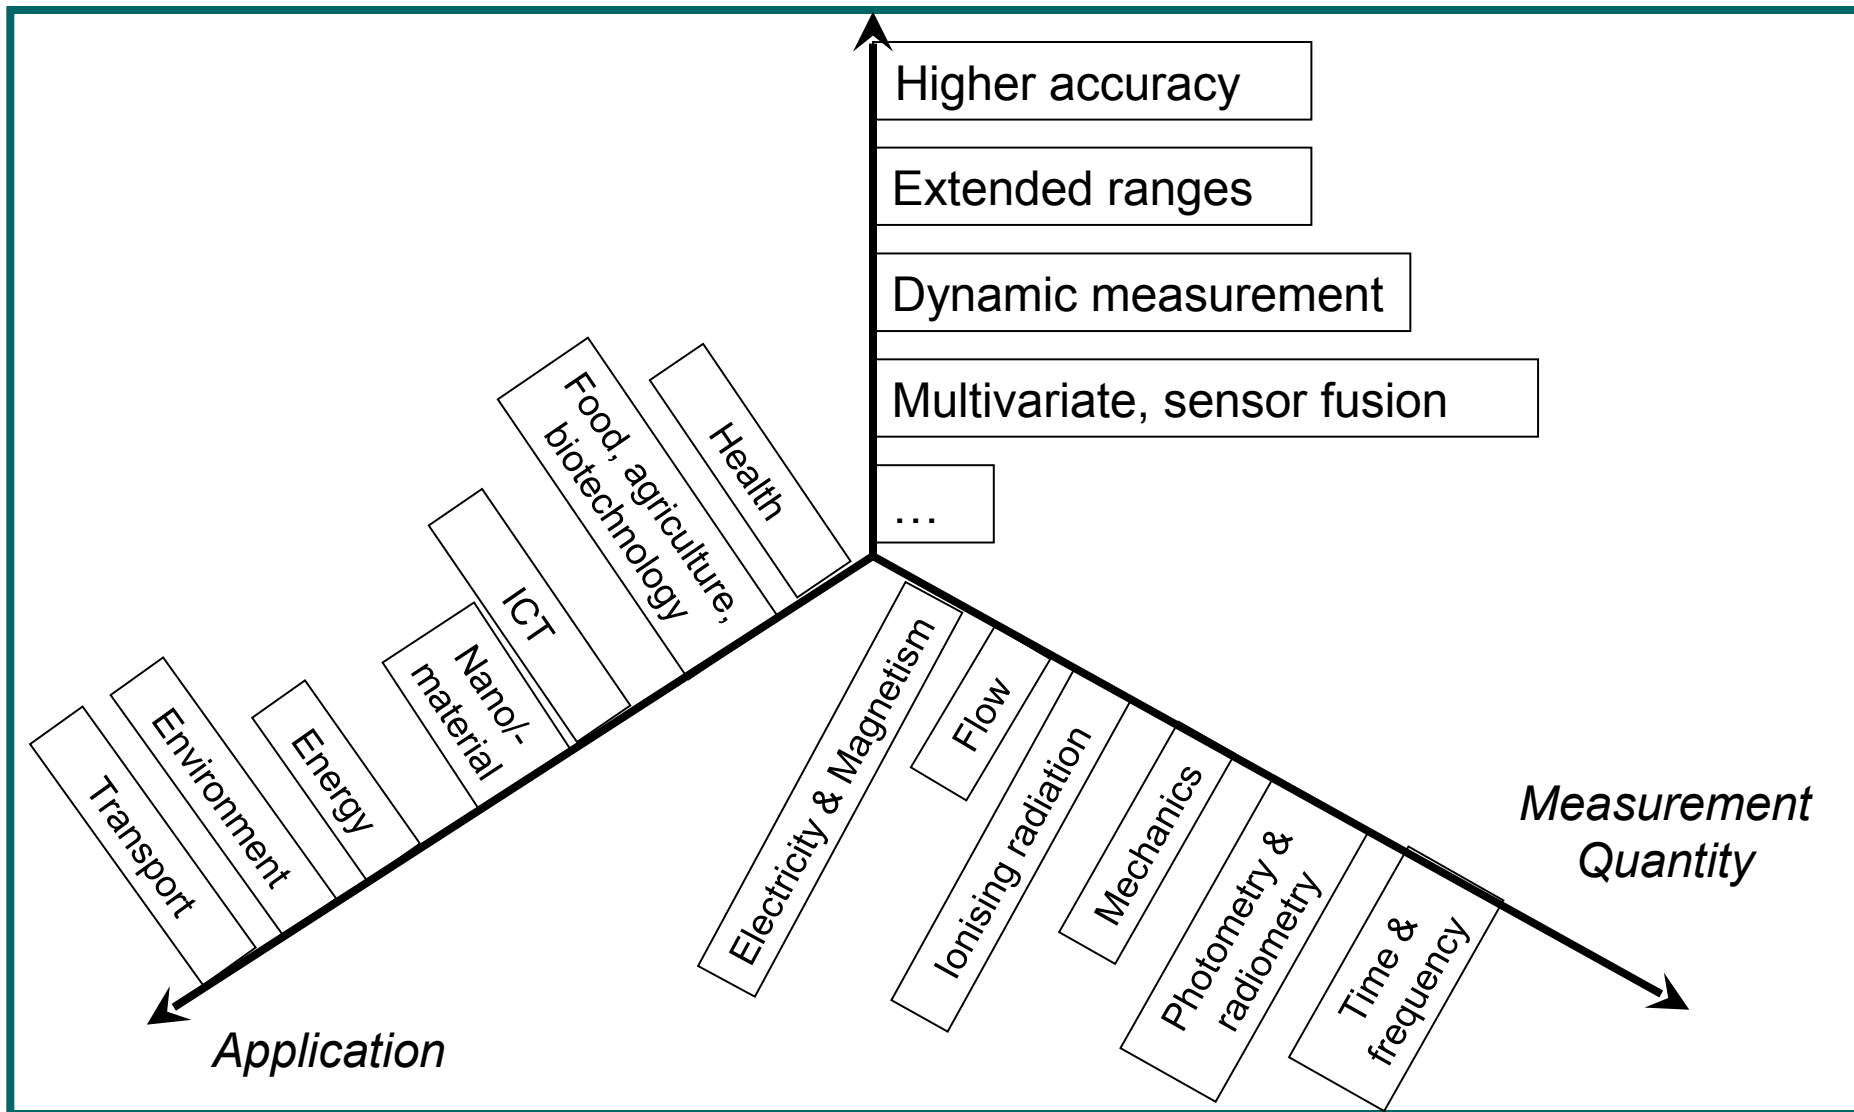 Higher accuracy
Extended ranges
Dynamic measurement
Multivariate, sensor fusion
…
Health
Food, agriculture,
biotechnology
ICT
Nano/-
material
Energy
Environment
Transport
Application
Electricity & Magnetism
Flow
Ionising radiation
Mechanics
Photometry &
radiometry
Time &
frequency
Measurement
Quantity